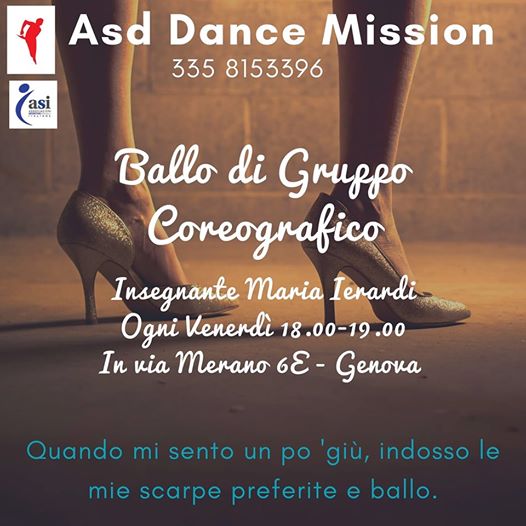 Asd Dance Mission
335 8153396
asi
Ballo di Gruppo
Coreografico
Insegnante Maria Ierardi
Ogni Venerdì 18.00-19.00
In via Merano 6E - Genova
Quando mi sento un po 'giù, indosso le
mie scarpe preferite e ballo.